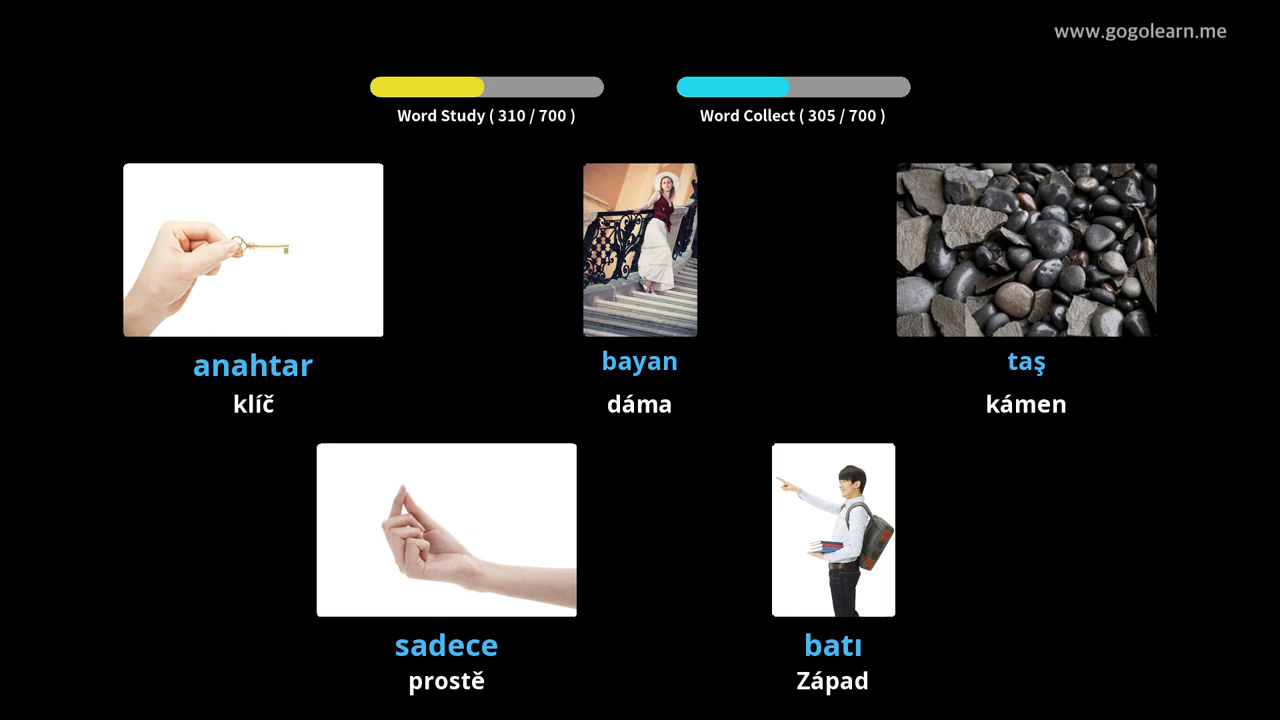 www.gogolearn.me
Word Study ( 310 / 700 )
Word Collect ( 305 / 700 )
anahtar
klíč
bayan
dáma
taş
kámen
sadece
prostě
batı
Západ